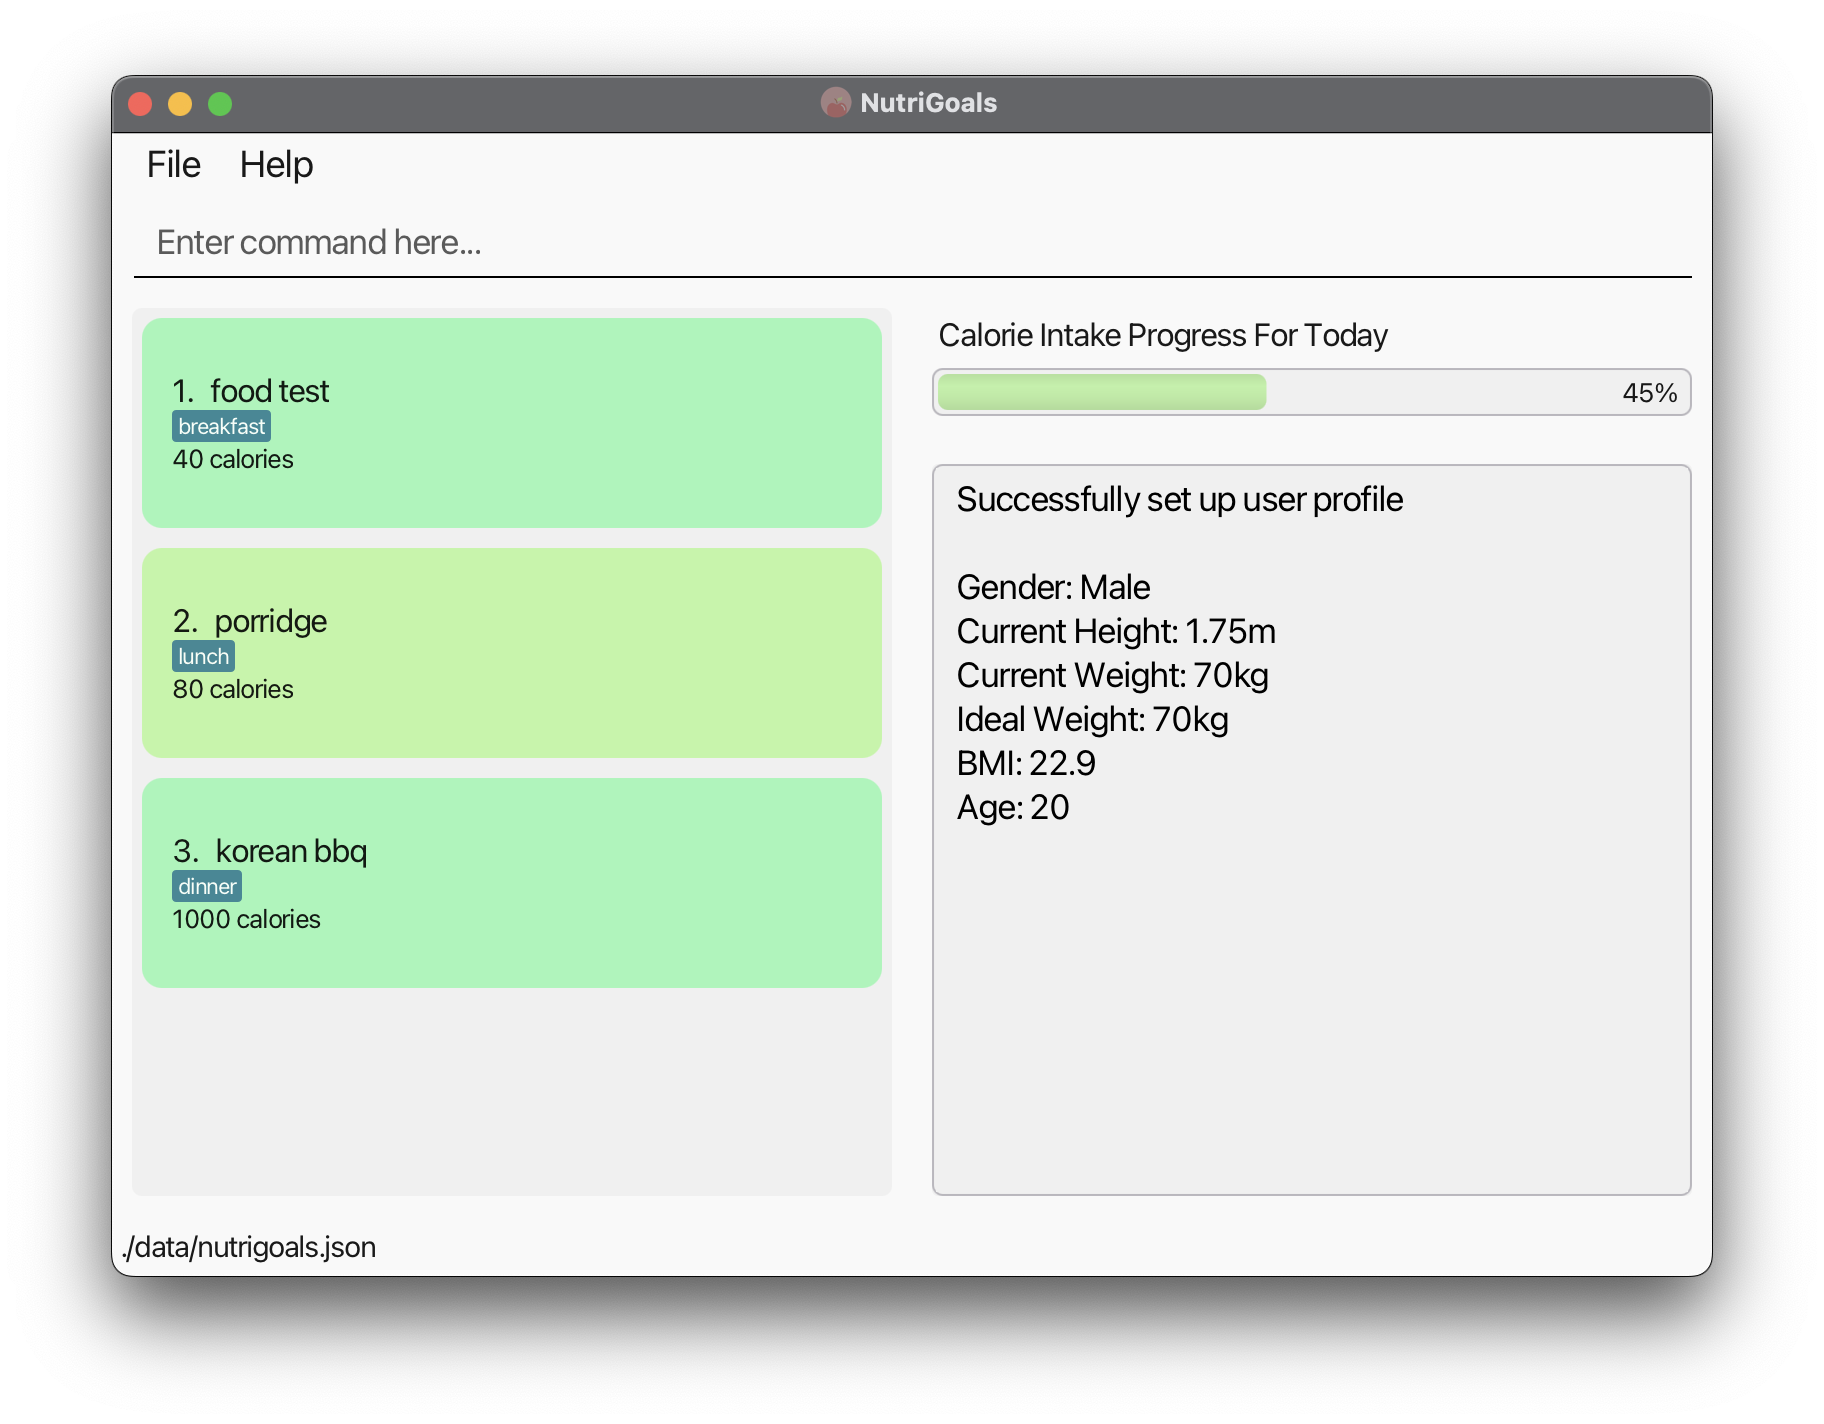 NutriGoals
File Help
Enter command here...
1. food test
breakfast
40 calories
2. porridge
lunch
80 calories
3. korean bbq
dinner
1000 calories
Calorie Intake Progress For Today
45%
Successfully set up user profile
Gender: Male
Current Height: 1.75m
Current Weight: 70kg
Ideal Weight: 70kg
BMI: 22.9
Age: 20
./data/nutrigoals.json